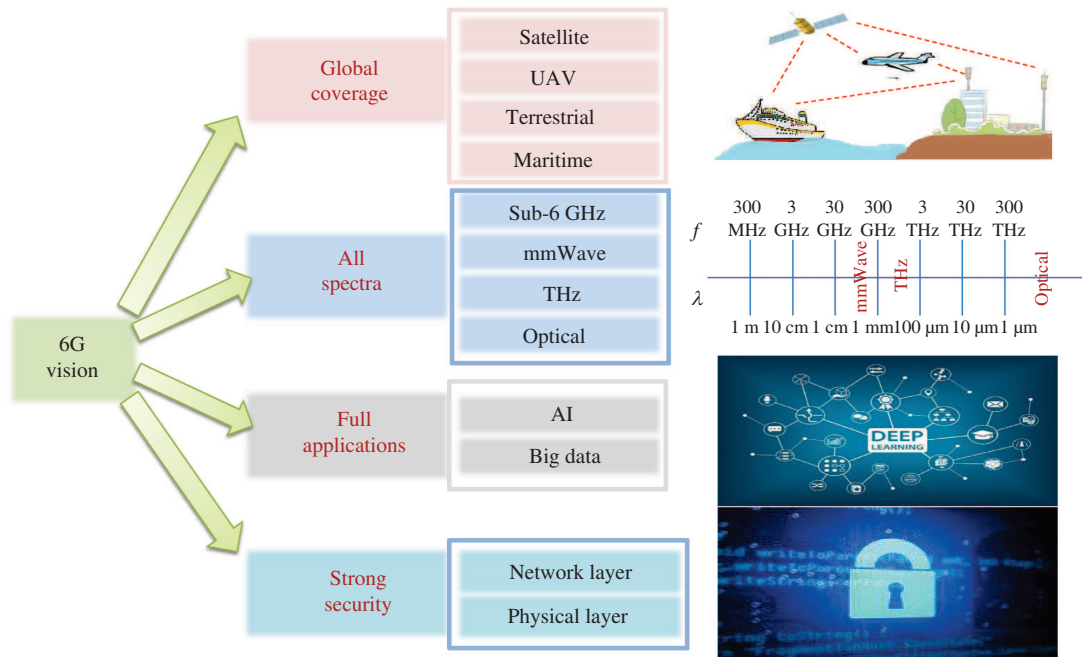 6G
vision
Global
coverage
Satellite
UAV
Terrestrial
Maritime
All
spectra
Sub-6 GHz
mmWave
THz
Optical
Full
applications
AI
Big data
Strong
security
Network layer
Physical layer
300 3 30 300 3 30 300
f MHz GHz GHz GHz THz THz THz
mmWave THz Optical
λ
1 m 10 cm 1 cm 1 mm 100 μm 10 μm 1 μm
DEEP
LEARNING